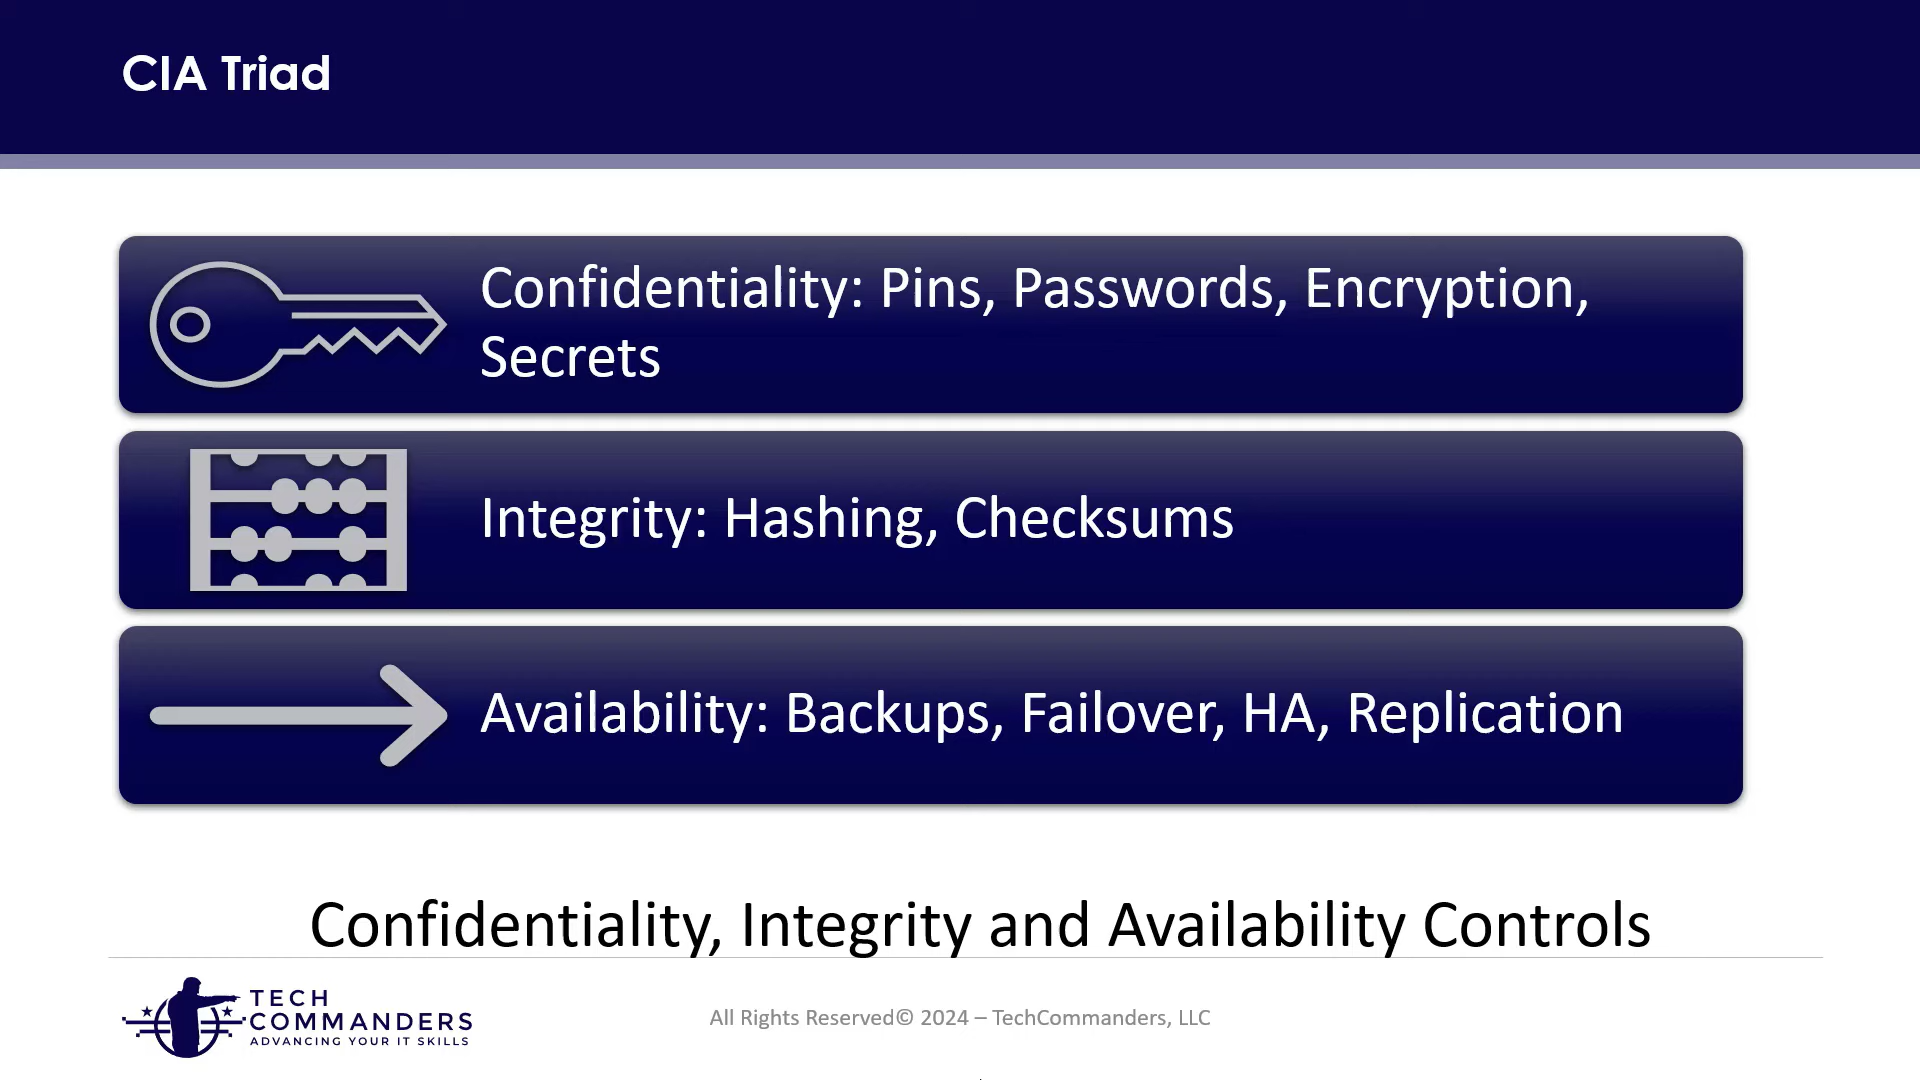 CIA Triad
Confidentiality: Pins, Passwords, Encryption,
Secrets
Integrity: Hashing, Checksums
Availability: Backups, Failover, HA, Replication
Confidentiality, Integrity and Availability Controls
TECH
COMMANDERS
ADVANCING YOUR IT SKILLS
All Rights Reserved© 2024 – TechCommanders, LLC